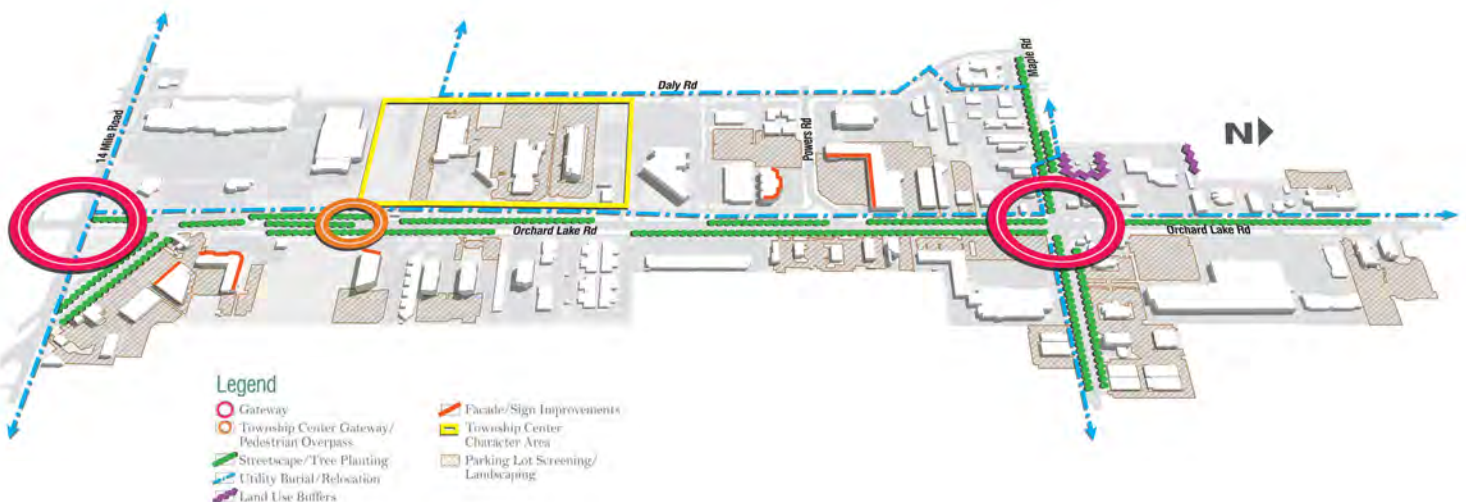 Maple Rd
Daly Rd
14 Mile Road
Powers Rd
N
Orchard Lake Rd
Orchard Lake Rd
Legend
Gateway
Township Center Gateway/
Pedestrian Overpass
Streetscape/Tree Planting
Utility Burial/Relocation
Land Use Buffers
Facade/Sign Improvements
Township Center
Character Area
Parking Lot Screening/
Landscaping